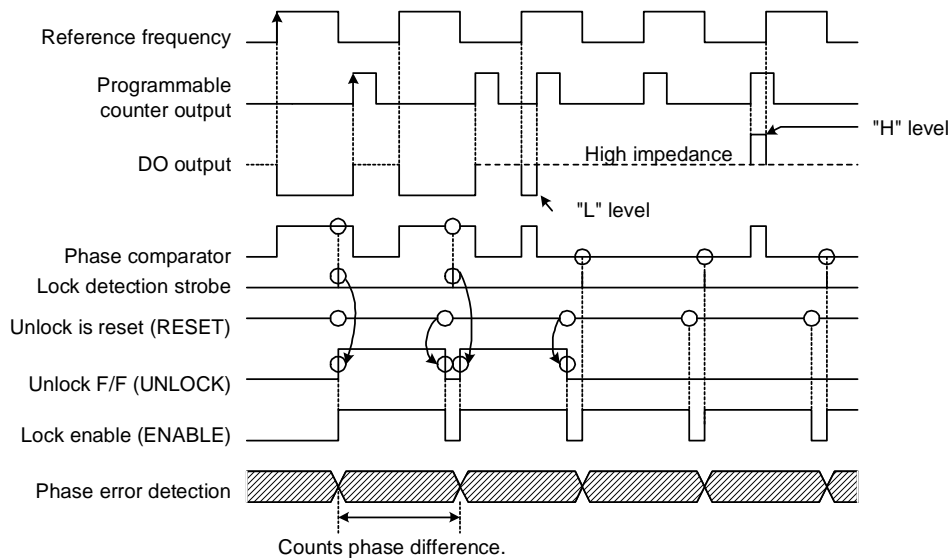 Reference frequency
Programmable
counter output
"H" level
DO output
High impedance
"L" level
Phase comparator
Lock detection strobe
Unlock is reset (RESET)
Unlock F/F (UNLOCK)
Lock enable (ENABLE)
Phase error detection
Counts phase difference.